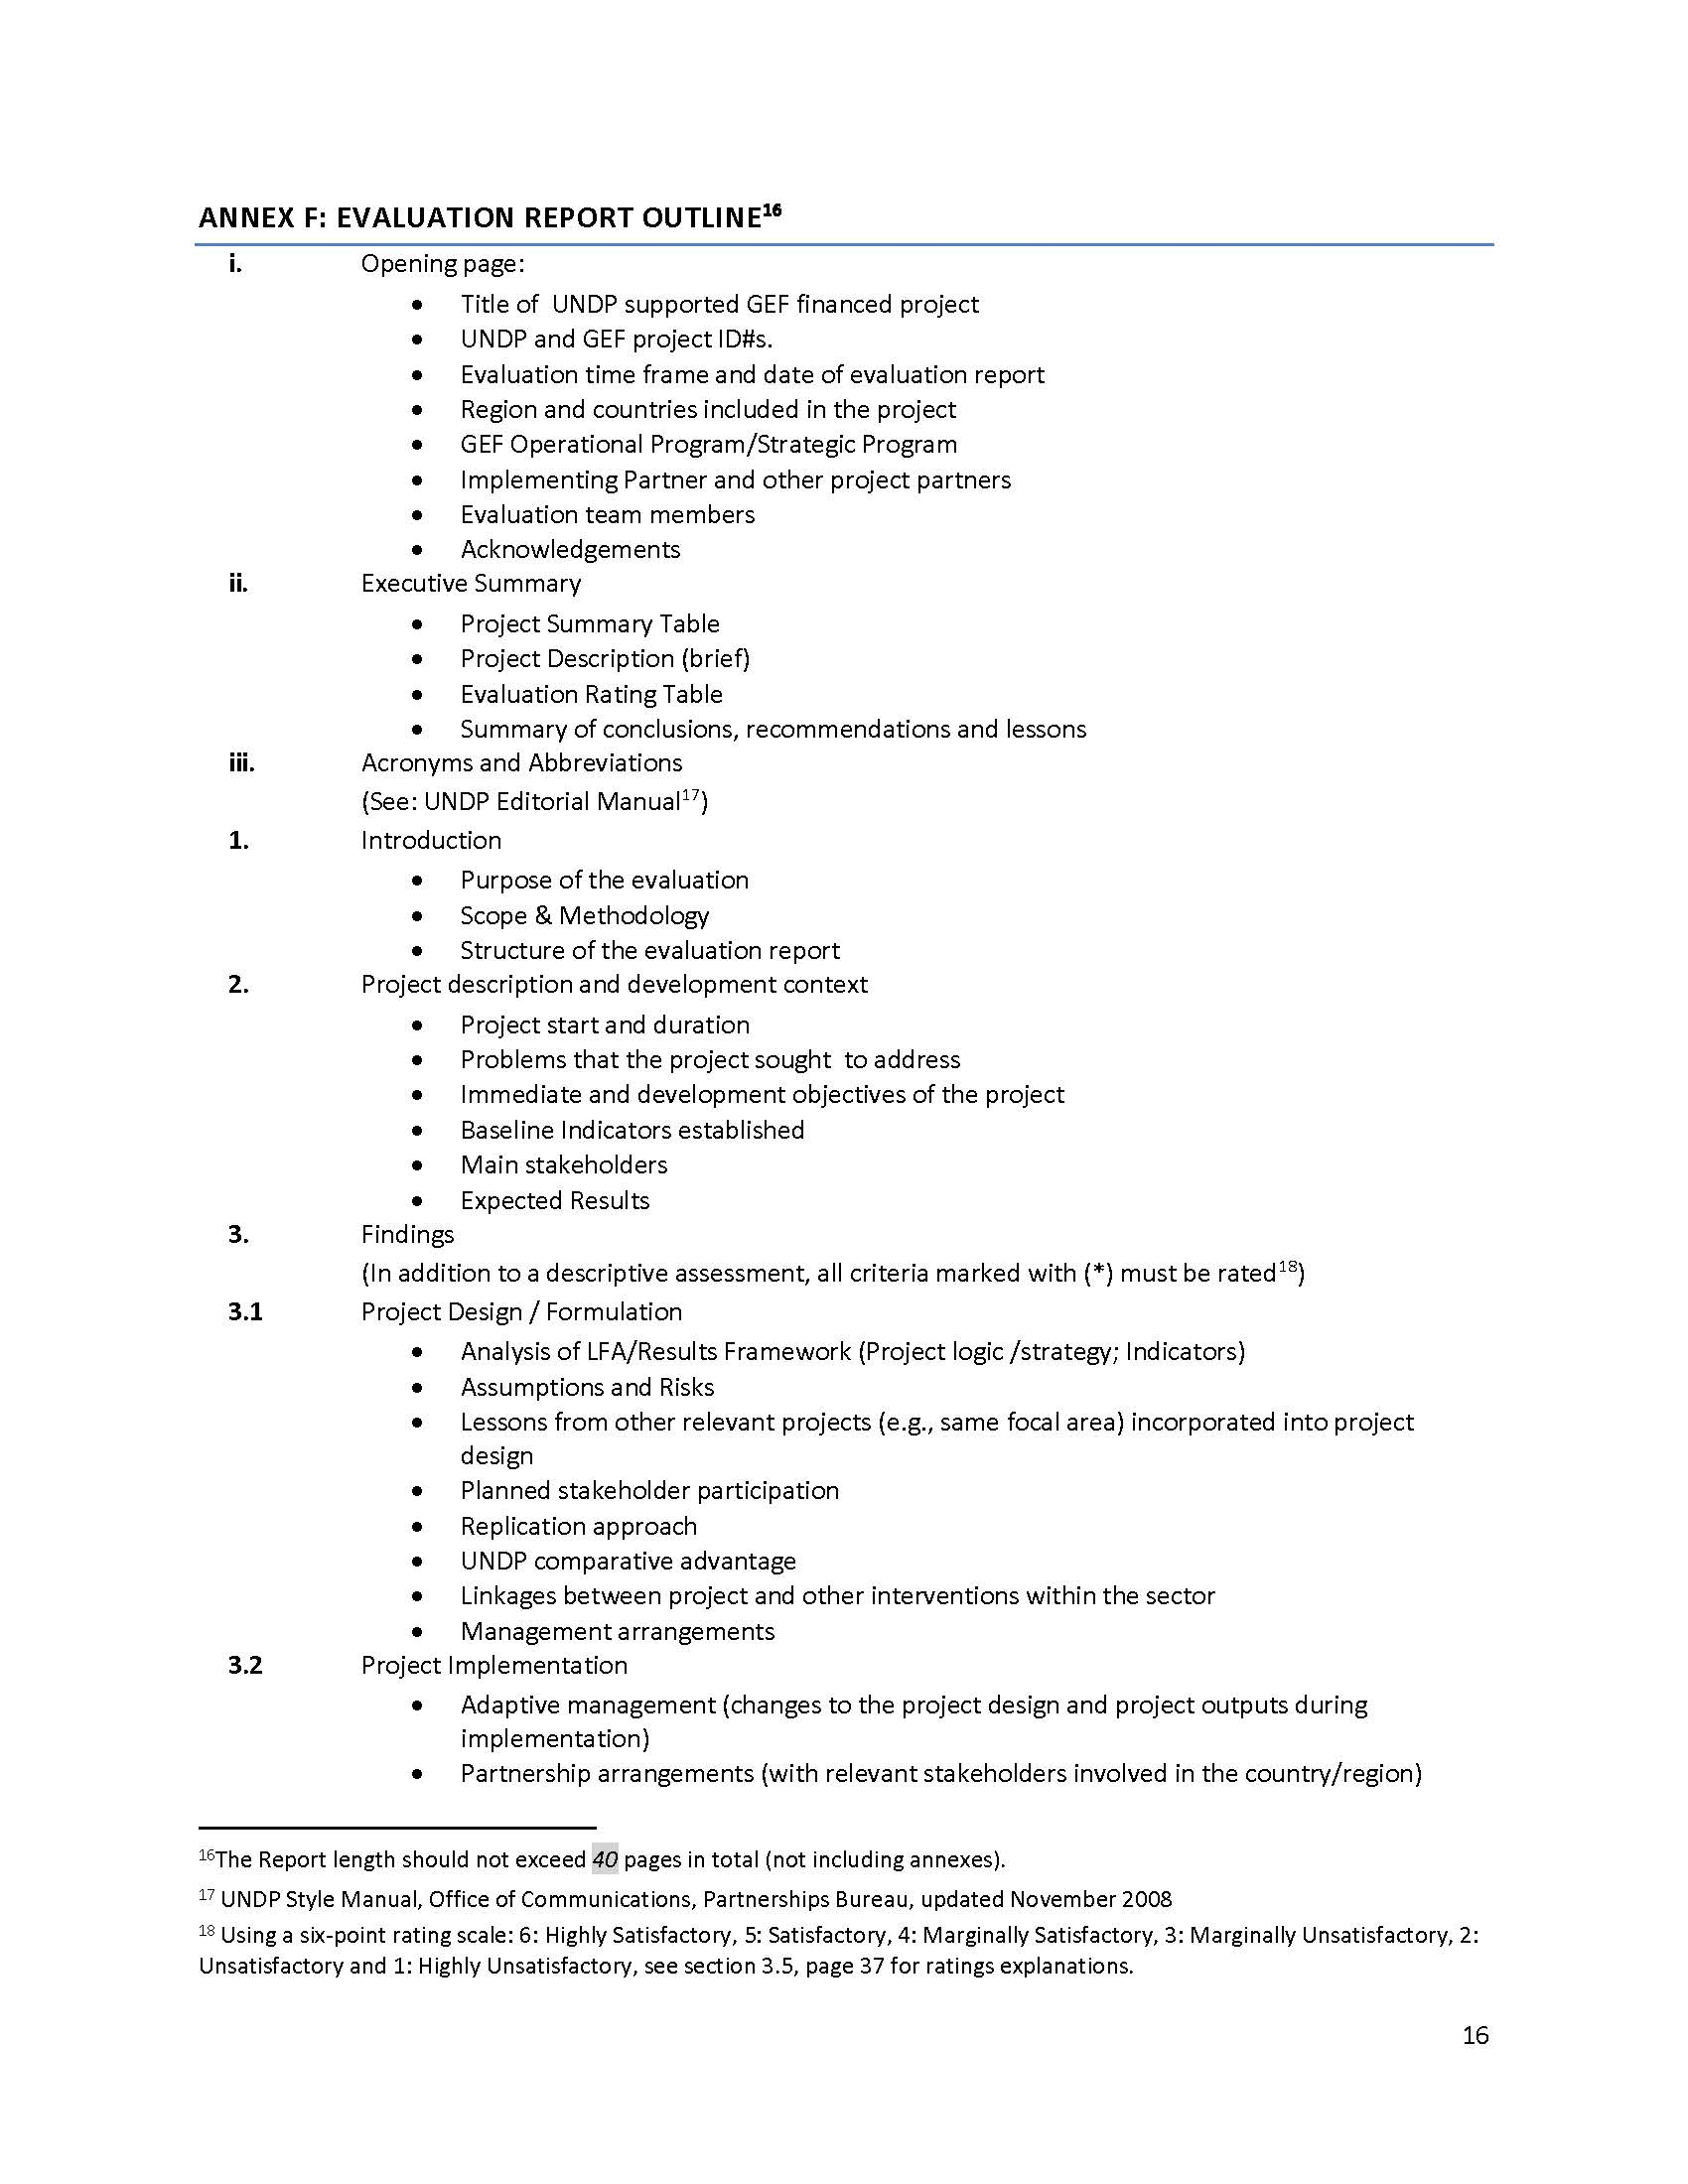 ANNEX F: EVALUATION REPORT OUTLINE16
i. Opening page:
• Title of  UNDP supported GEF financed project
• UNDP and GEF project ID#s.
• Evaluation time frame and date of evaluation report
• Region and countries included in the project
• GEF Operational Program/Strategic Program
• Implementing Partner and other project partners
• Evaluation team members
• Acknowledgements
ii. Executive Summary
• Project Summary Table
• Project Description (brief)
• Evaluation Rating Table
• Summary of conclusions, recommendations and lessons
iii. Acronyms and Abbreviations
(See: UNDP Editorial Manual17)
1. Introduction
• Purpose of the evaluation
• Scope & Methodology
• Structure of the evaluation report
2. Project description and development context
• Project start and duration
• Problems that the project sought  to address
• Immediate and development objectives of the project
• Baseline Indicators established
• Main stakeholders
• Expected Results
3. Findings
(In addition to a descriptive assessment, all criteria marked with (*) must be rated18)
3.1 Project Design / Formulation
• Analysis of LFA/Results Framework (Project logic /strategy; Indicators)
• Assumptions and Risks
• Lessons from other relevant projects (e.g., same focal area) incorporated into project
design
• Planned stakeholder participation
• Replication approach
• UNDP comparative advantage
• Linkages between project and other interventions within the sector
• Management arrangements
3.2 Project Implementation
• Adaptive management (changes to the project design and project outputs during
implementation)
• Partnership arrangements (with relevant stakeholders involved in the country/region)
16The Report length should not exceed 40 pages in total (not including annexes).
17 UNDP Style Manual, Office of Communications, Partnerships Bureau, updated November 2008
18 Using a six-point rating scale: 6: Highly Satisfactory, 5: Satisfactory, 4: Marginally Satisfactory, 3: Marginally Unsatisfactory, 2:
Unsatisfactory and 1: Highly Unsatisfactory, see section 3.5, page 37 for ratings explanations.
16